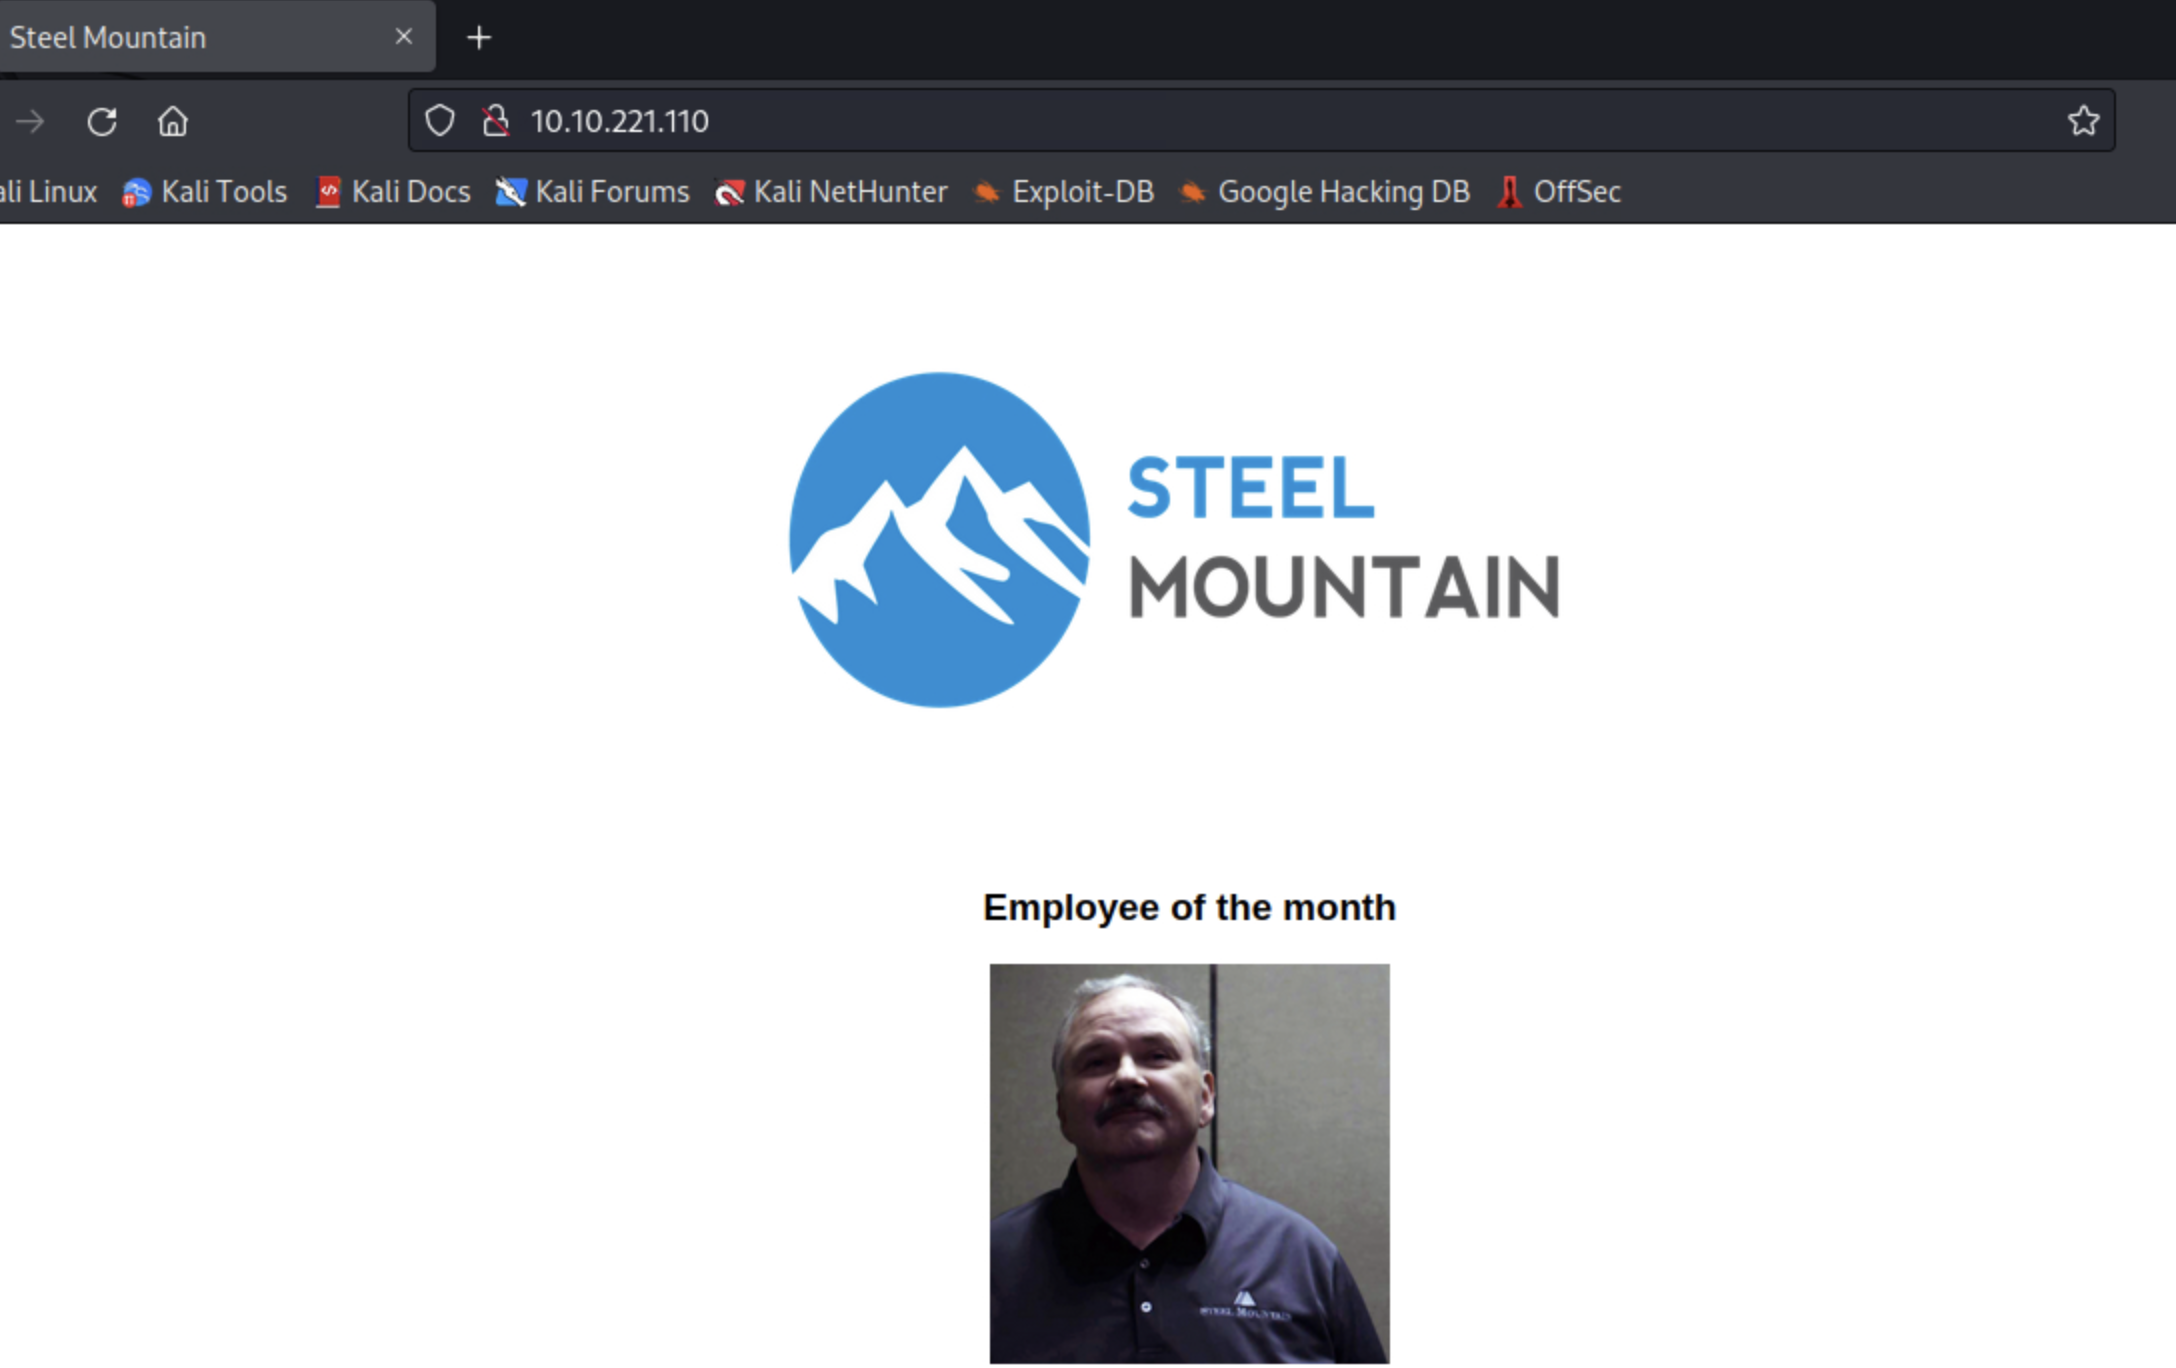 Steel Mountain
10.10.221.110
ali Linux Kali Tools Kali Docs Kali Forums Kali NetHunter Exploit-DB Google Hacking DB OffSec
STEEL
MOUNTAIN
Employee of the month
STEEL MOUNTAIN